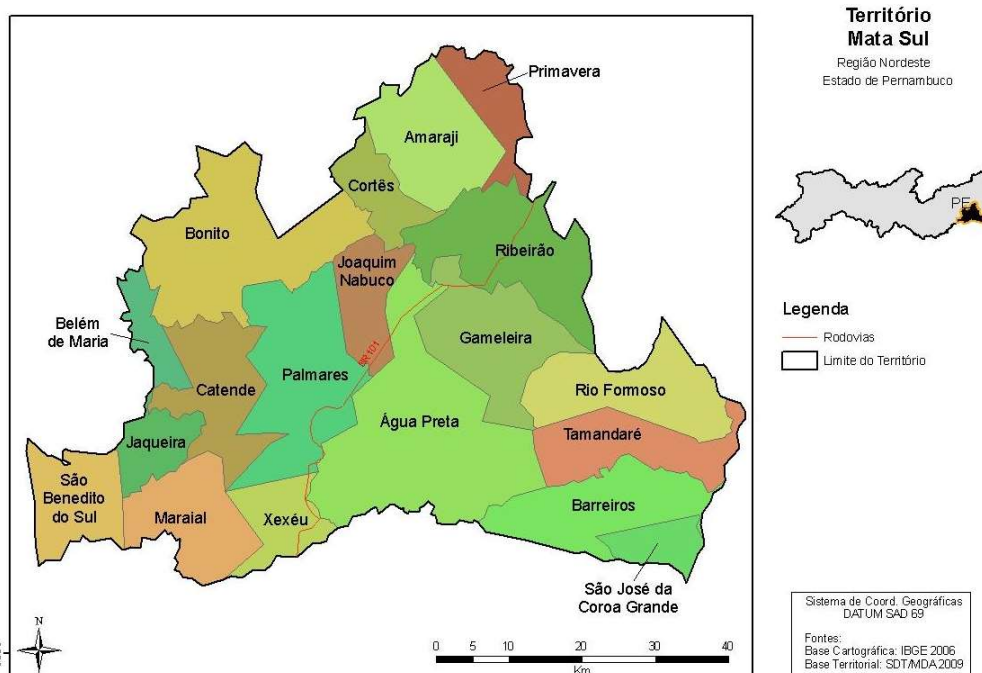 Território
Mata Sul
Região Nordeste
Estado de Pernambuco
Primavera
Amaraji
Cortês
Bonito
Ribeirão
Joaquim
Nabuco
Belém
de Maria
Gameleira
BR101
Palmares
Catende
Rio Formoso
Água Preta
Tamandaré
Jaqueira
São
Benedito
do Sul
Maraial
Xexéu
Barreiros
São José da
Coroa Grande
PE
Legenda
Rodovias
Limite do Território
N
0 5 10 20 30 40
Km
Sistema de Coord. Geográficas
DATUM SAD 69
Fontes:
Base Cartográfica: IBGE 2006
Base Territorial: SDT/MDA 2009